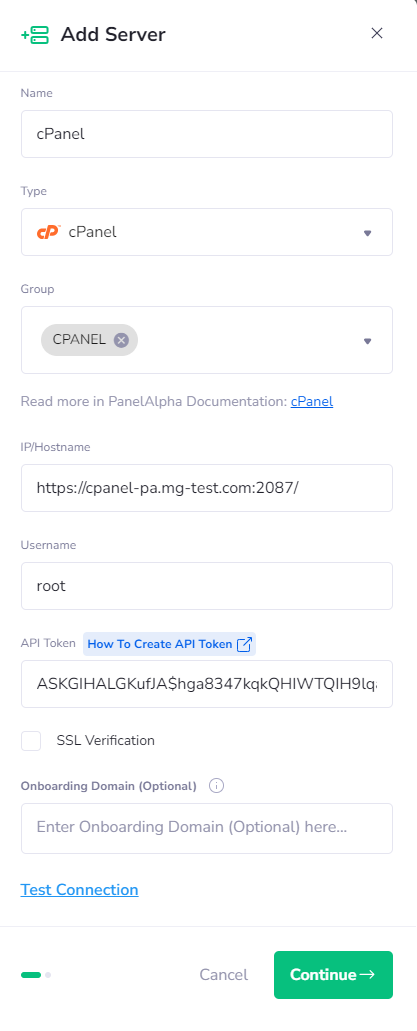 Add Server
Name
cPanel
Type
cP cPanel
Group
CPANEL
Read more in PanelAlpha Documentation: cPanel
IP/Hostname
https://cpanel-pa.mg-test.com:2087/
Username
root
API Token How To Create API Token
ASKGIHALGKufJA$hga8347kqkQHIWTQIH9lq
SSL Verification
Onboarding Domain (Optional)
Enter Onboarding Domain (Optional) here...
Test Connection
Cancel Continue